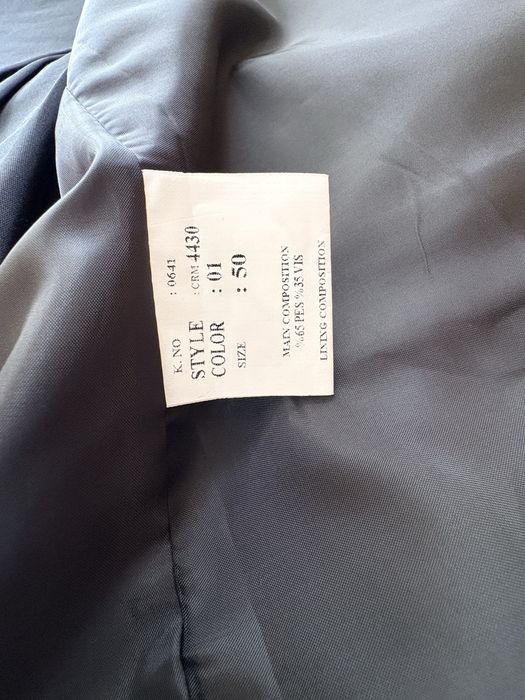 K. NO : 0641
STYLE : CRM 4430
COLOR : 01
SIZE : 50
MAIN COMPOSITION
%65 PES %35 VIS
LINING COMPOSITION